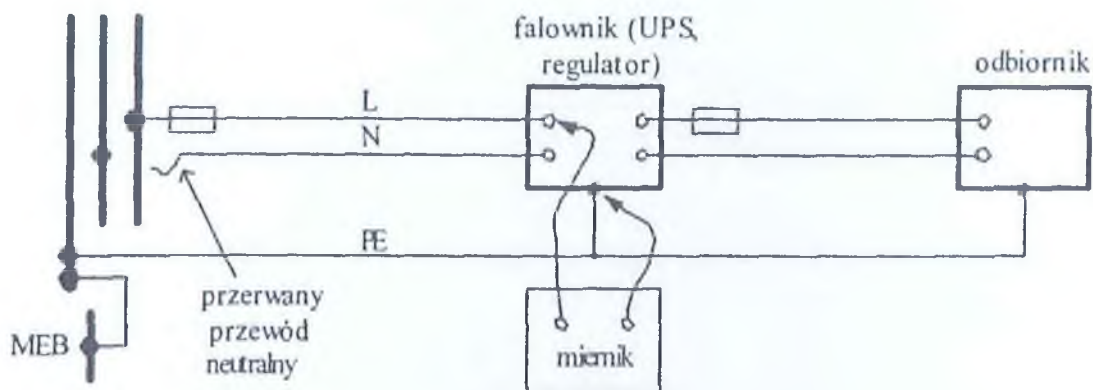 falownik (UPS,
regulator)
odbiornik
L
N
PE
przerwany
przewód
neutralny
MEB
miernik